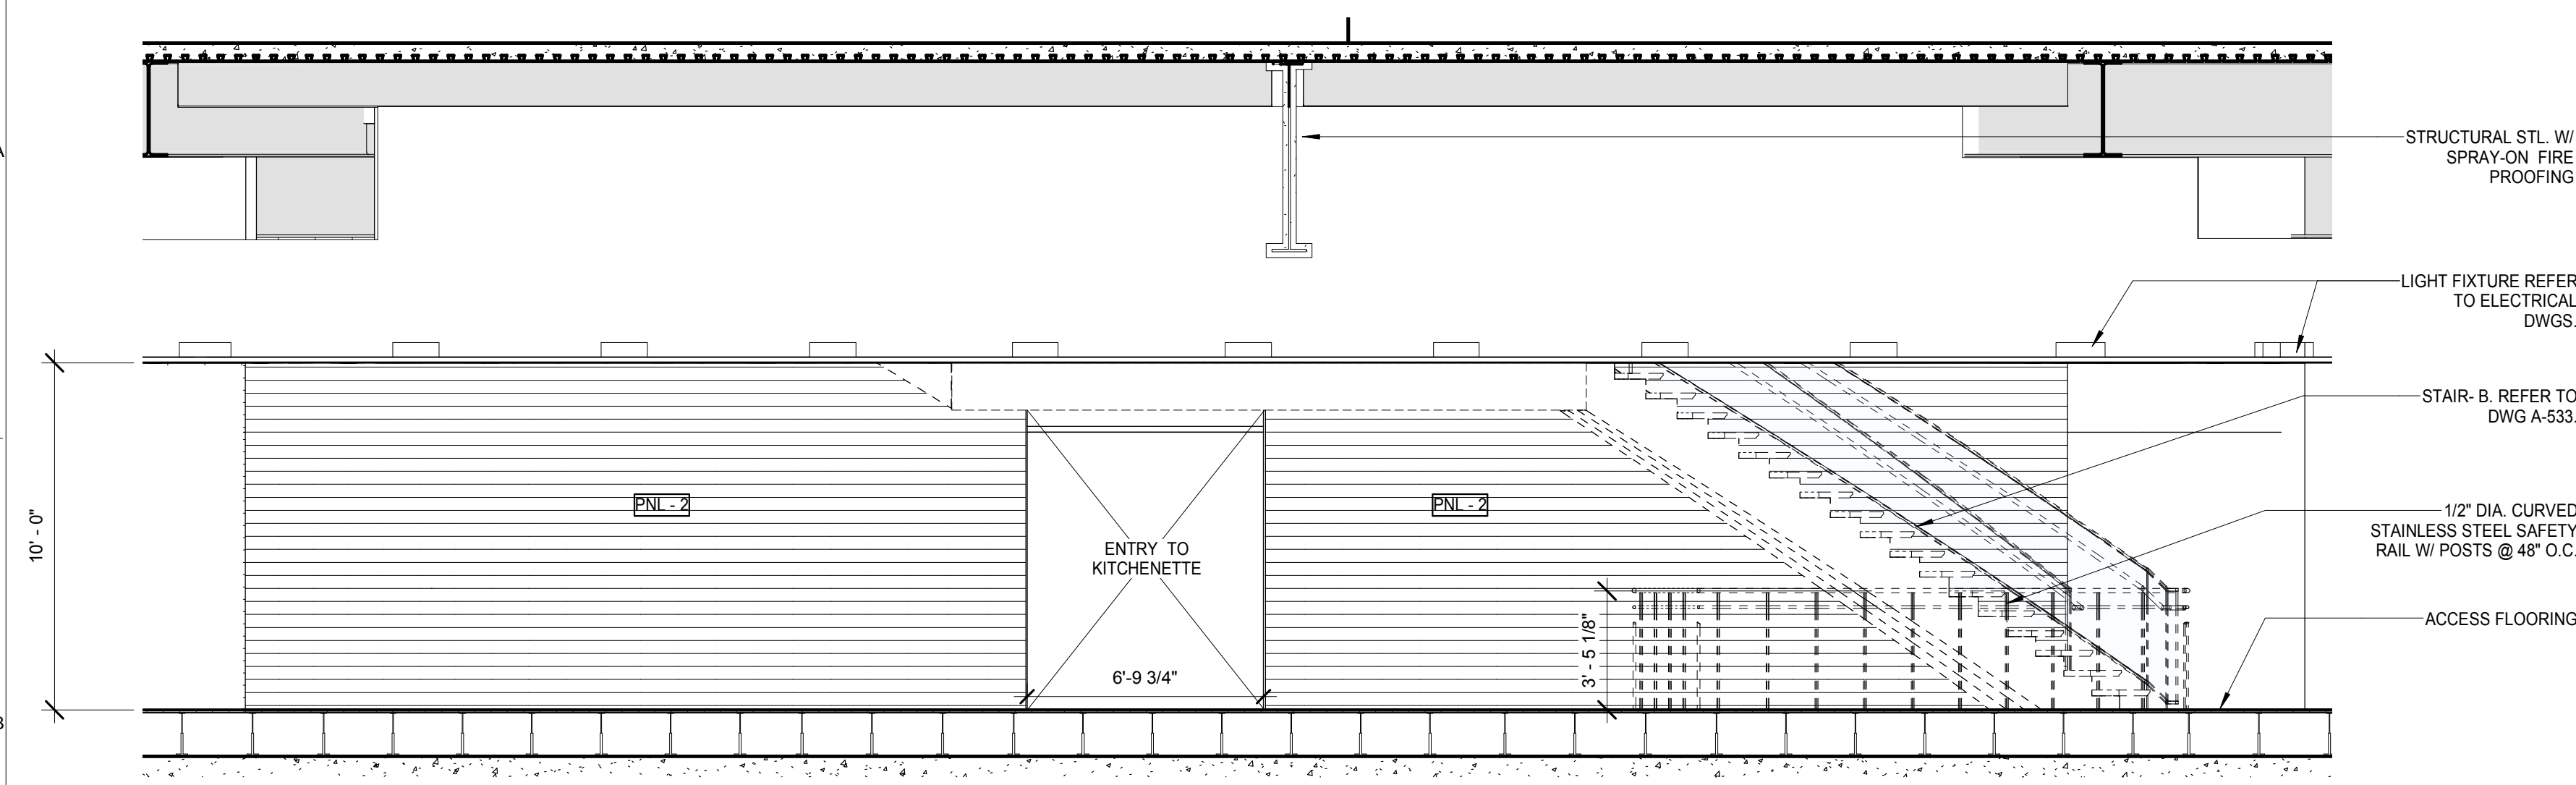 A
STRUCTURAL STL. W/
SPRAY-ON FIRE
PROOFING
LIGHT FIXTURE REFER
TO ELECTRICAL
DWGS.
STAIR- B. REFER TO
DWG A-533.
PNL - 2
PNL - 2
10' - 0"
1/2" DIA. CURVED
STAINLESS STEEL SAFETY
RAIL W/ POSTS @ 48" O.C.
ENTRY TO
KITCHENETTE
3' - 5 1/8"
ACCESS FLOORING
6'-9 3/4"